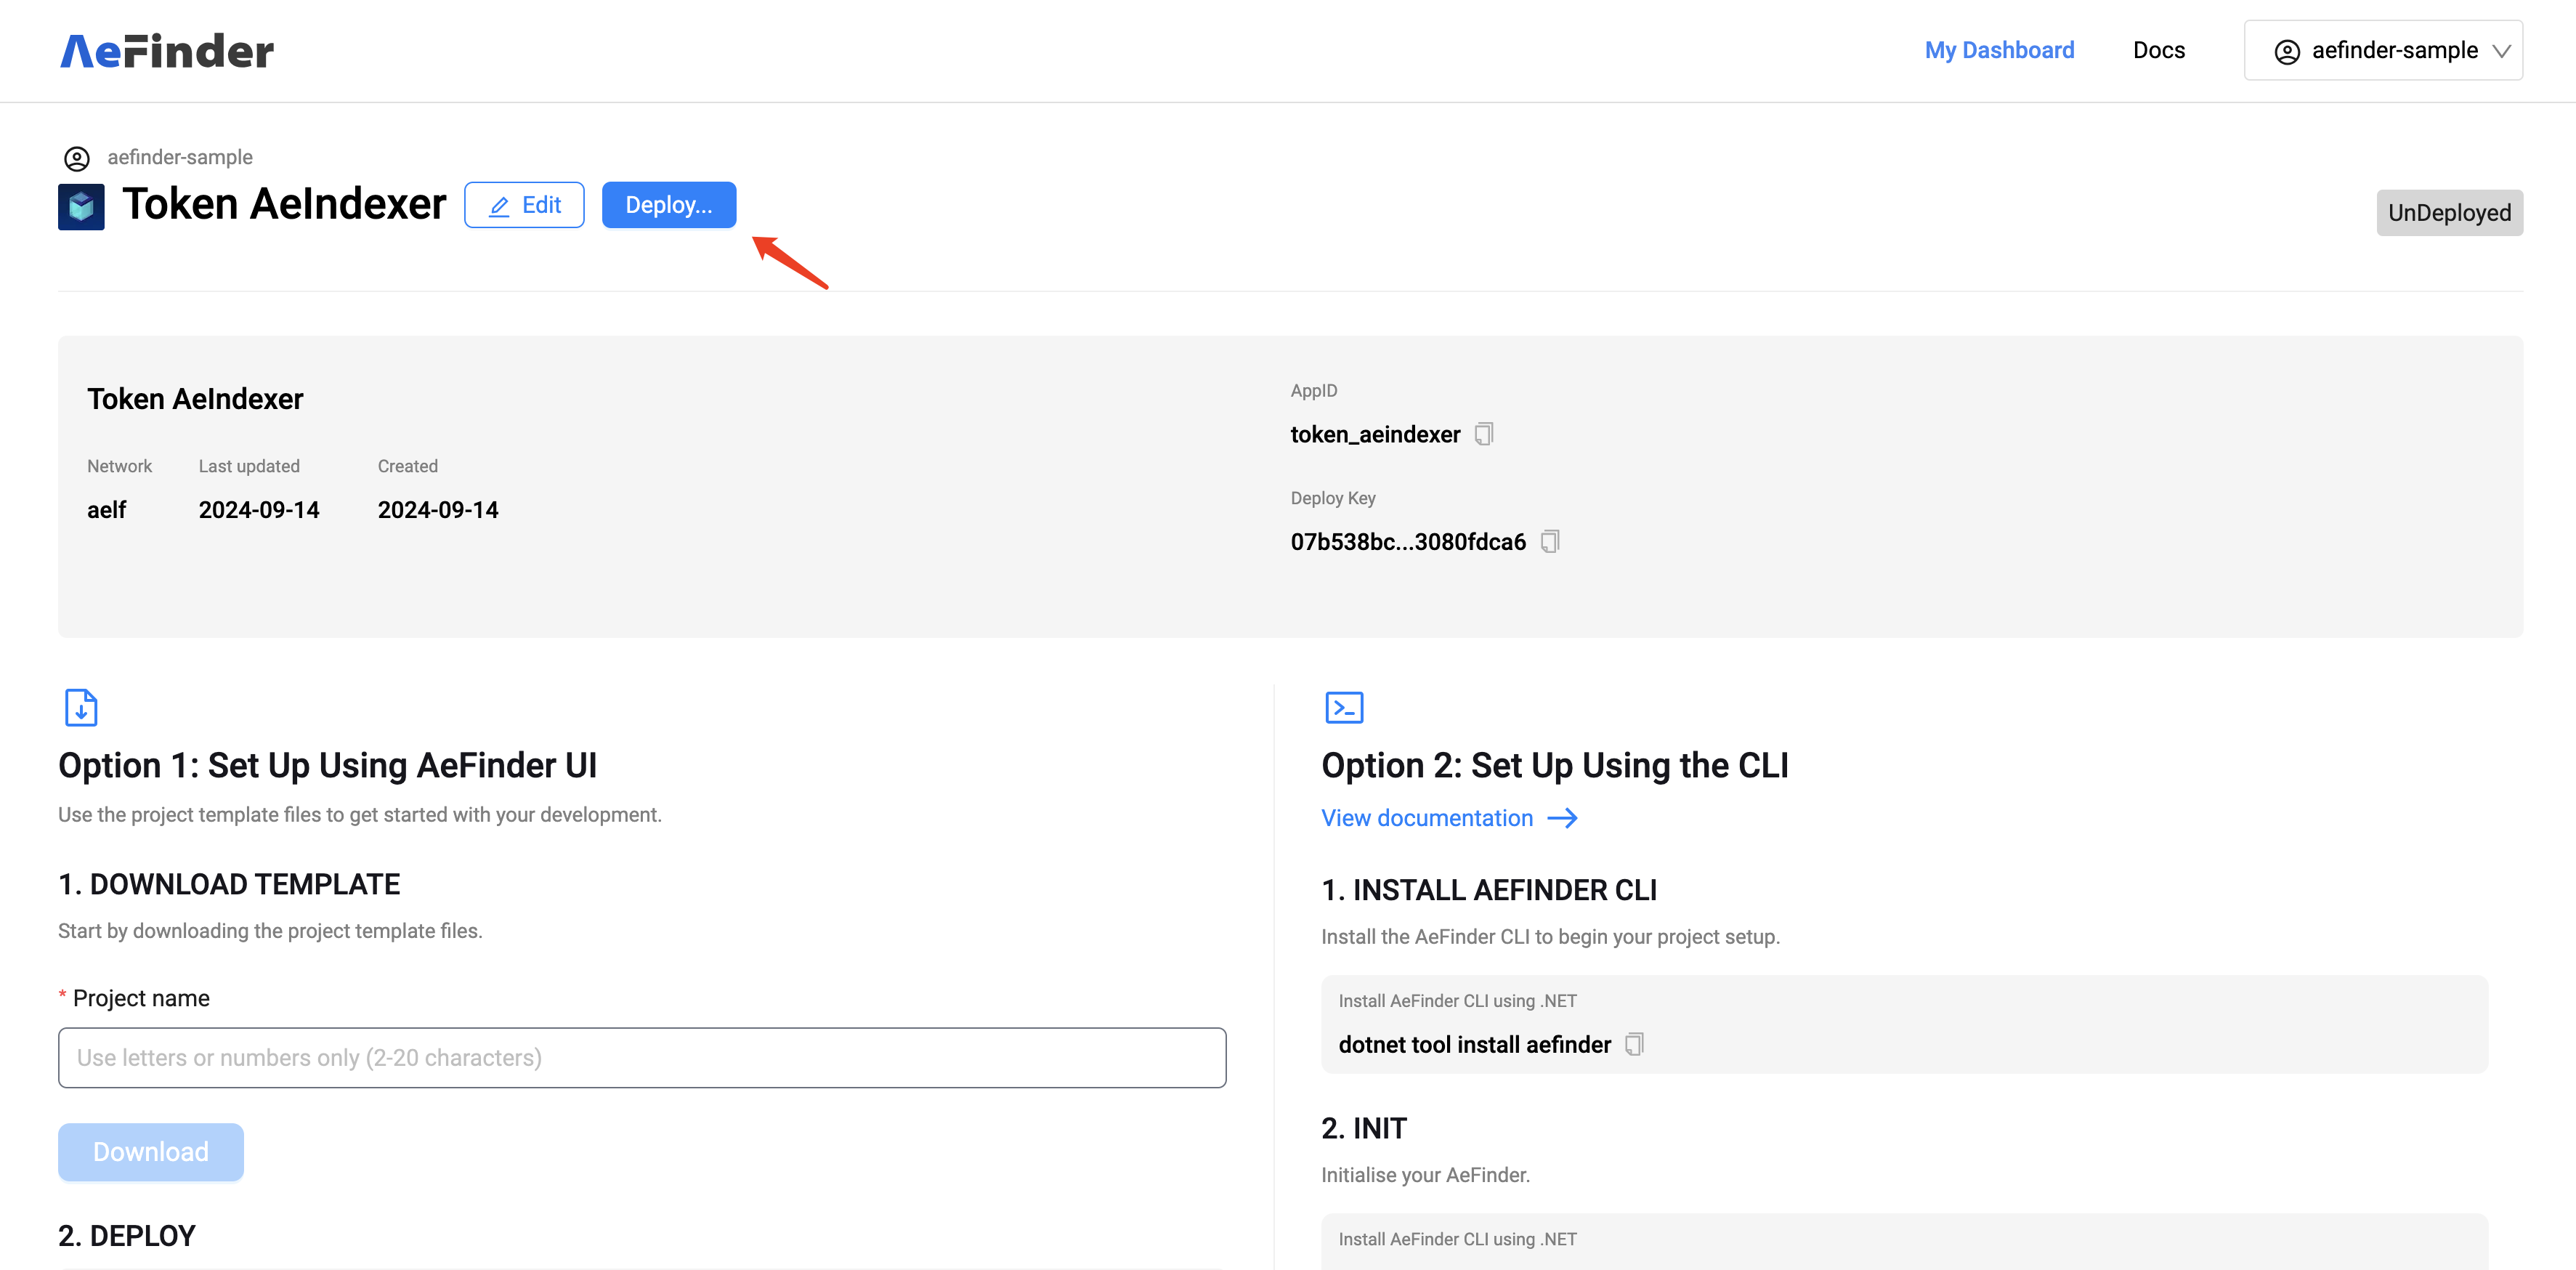 AeFinder
My Dashboard
Docs
aefinder-sample
aefinder-sample
Token AeIndexer
Edit
Deploy...
UnDeployed
Token AeIndexer
Network
Last updated
Created
aelf
2024-09-14
2024-09-14
AppID
token_aeindexer
Deploy Key
07b538bc...3080fdca6
Option 1: Set Up Using AeFinder UI
Use the project template files to get started with your development.
1. DOWNLOAD TEMPLATE
Start by downloading the project template files.
* Project name
Use letters or numbers only (2-20 characters)
Download
2. DEPLOY
Option 2: Set Up Using the CLI
View documentation
1. INSTALL AEFINDER CLI
Install the AeFinder CLI to begin your project setup.
Install AeFinder CLI using .NET
dotnet tool install aefinder
2. INIT
Initialise your AeFinder.
Install AeFinder CLI using .NET